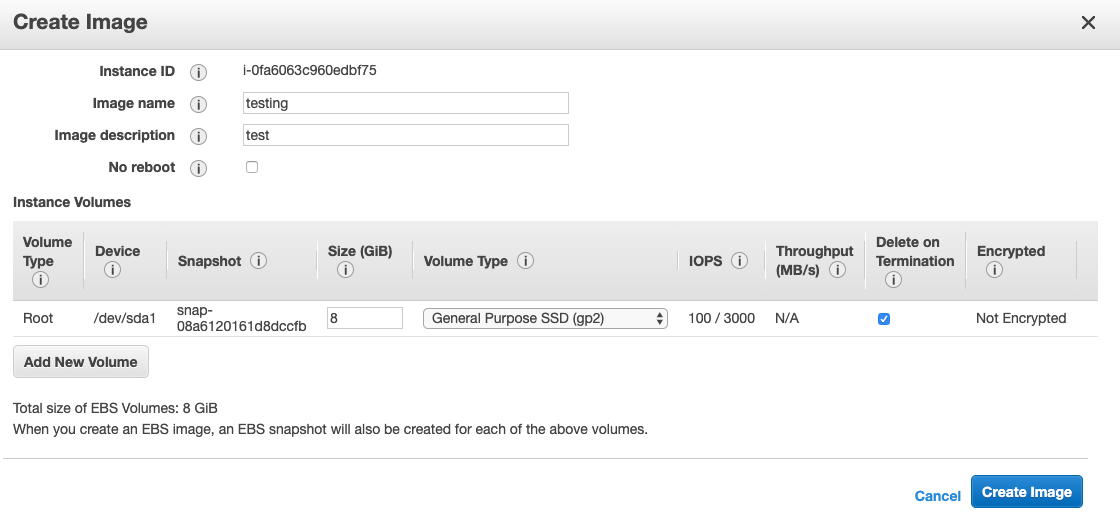 Create Image
Instance ID i-0fa6063c960edbf75
Image name testing
Image description test
No reboot
Instance Volumes
Volume Type Device Snapshot Size (GiB) Volume Type IOPS Throughput (MB/s) Delete on Termination Encrypted
Root /dev/sda1 snap-08a6120161d8dccfb 8 General Purpose SSD (gp2) 100 / 3000 N/A Not Encrypted
Add New Volume
Total size of EBS Volumes: 8 GiB
When you create an EBS image, an EBS snapshot will also be created for each of the above volumes.
Cancel Create Image